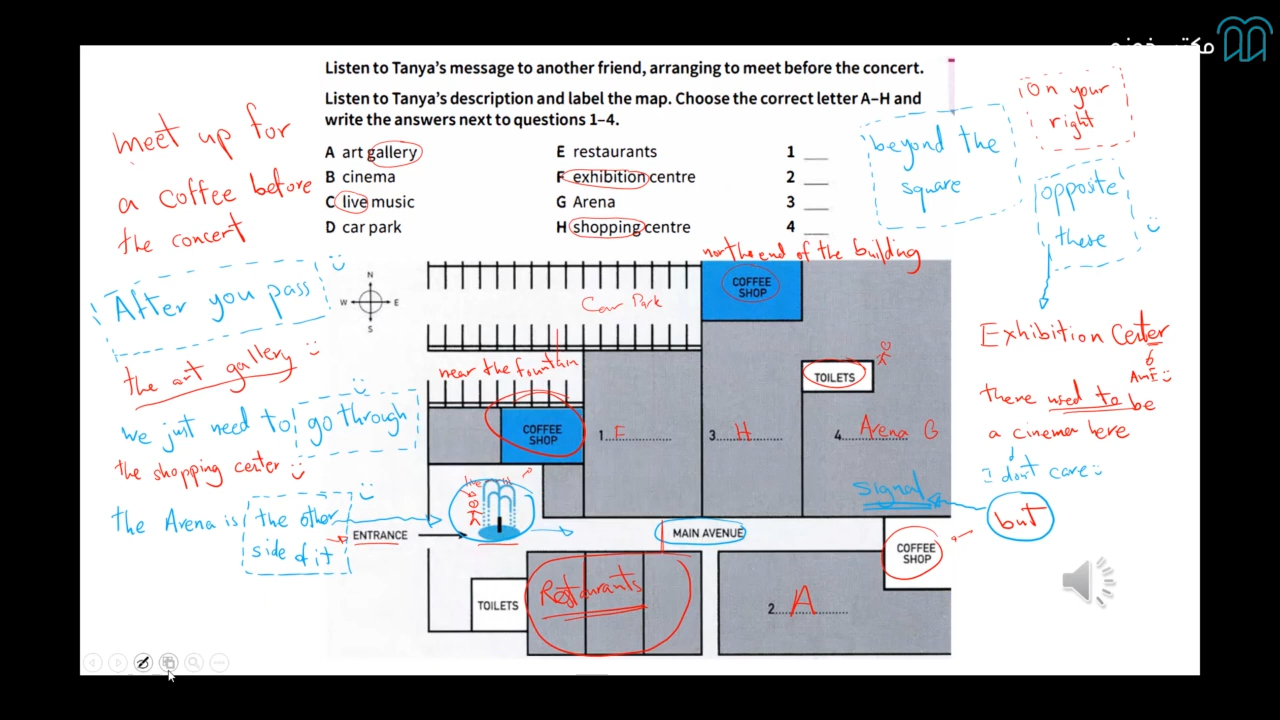 Listen to Tanya's message to another friend, arranging to meet before the concert.
Listen to Tanya's description and label the map. Choose the correct letter A–H and
write the answers next to questions 1–4.
A art gallery
B cinema
C live music
D car park
E restaurants
F exhibition centre
G Arena
H shopping centre
1 ___
2 ___
3 ___
4 ___
meet up for
a coffee before
the concert
After you pass
the art gallery
we just need to go through
the shopping center
the Arena is the other
side of it
beyond the
square
On your
right
opposite
these
Exhibition Center
AmE
there used to be
a cinema here
I don't care
but
signal
north end of the building
N
W E
S
Car Park
COFFEE
SHOP
near the fountain
TOILETS
COFFEE
SHOP
1 F
3 H
4 Arena G
ENTRANCE
MAIN AVENUE
COFFEE
SHOP
TOILETS
Restaurants
2 A